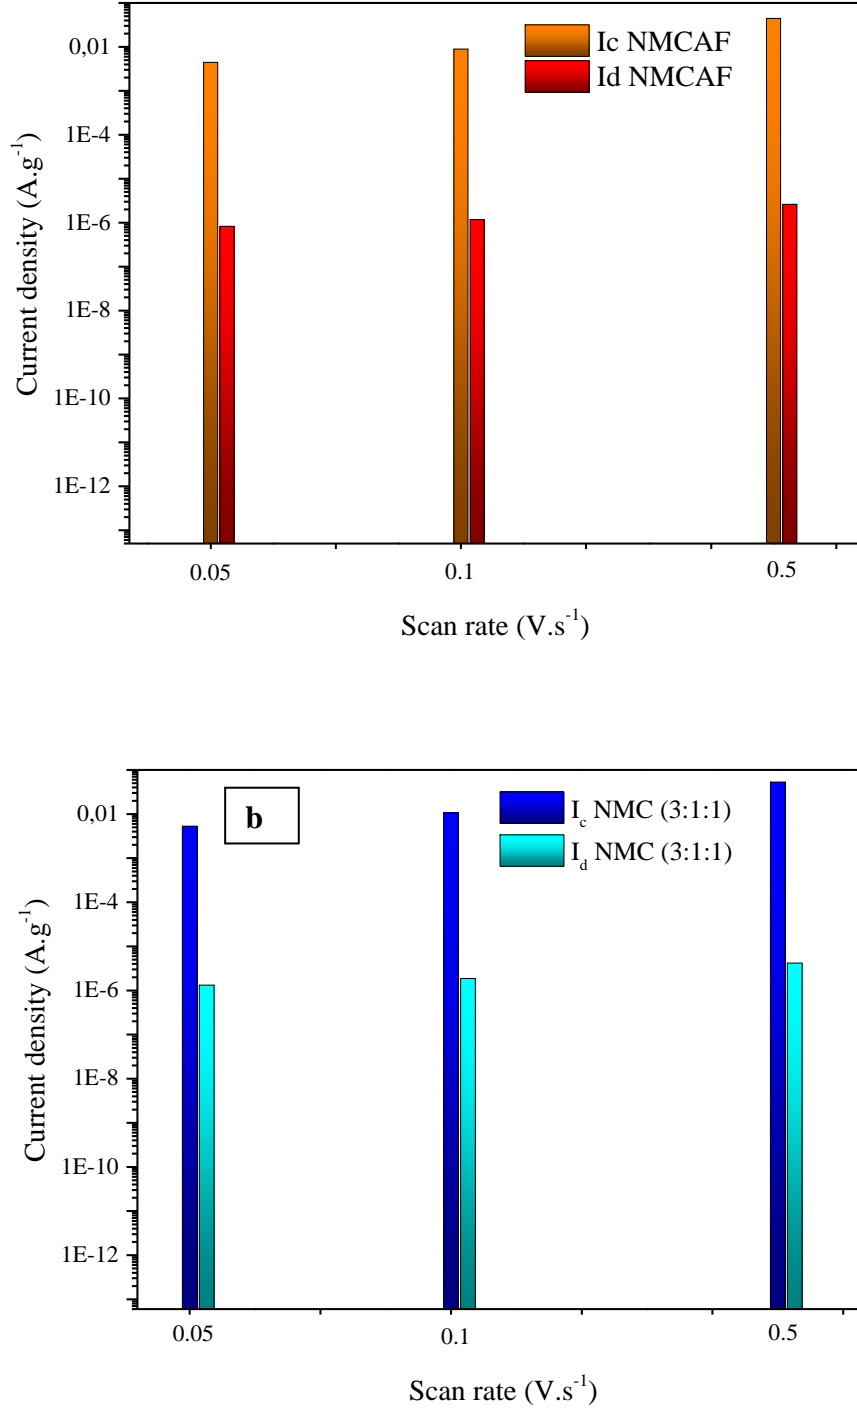 Ic NMCAF
Id NMCAF
0,01
1E-4
1E-6
1E-8
1E-10
1E-12
Current density (A.g⁻¹)
0.05 0.1 0.5
Scan rate (V.s⁻¹)
b
I_c NMC (3:1:1)
I_d NMC (3:1:1)
0,01
1E-4
1E-6
1E-8
1E-10
1E-12
Current density (A.g⁻¹)
0.05 0.1 0.5
Scan rate (V.s⁻¹)